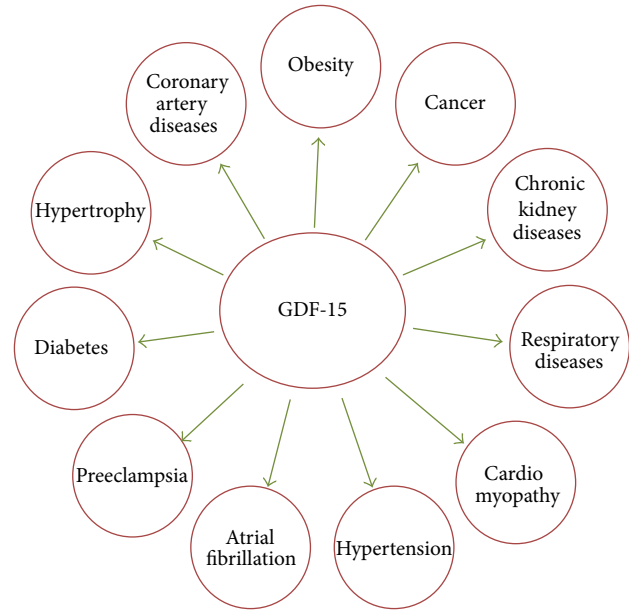 Obesity
Cancer
Chronic
kidney
diseases
Respiratory
diseases
Cardio
myopathy
Hypertension
Atrial
fibrillation
Preeclampsia
Diabetes
Hypertrophy
Coronary
artery
diseases
GDF-15